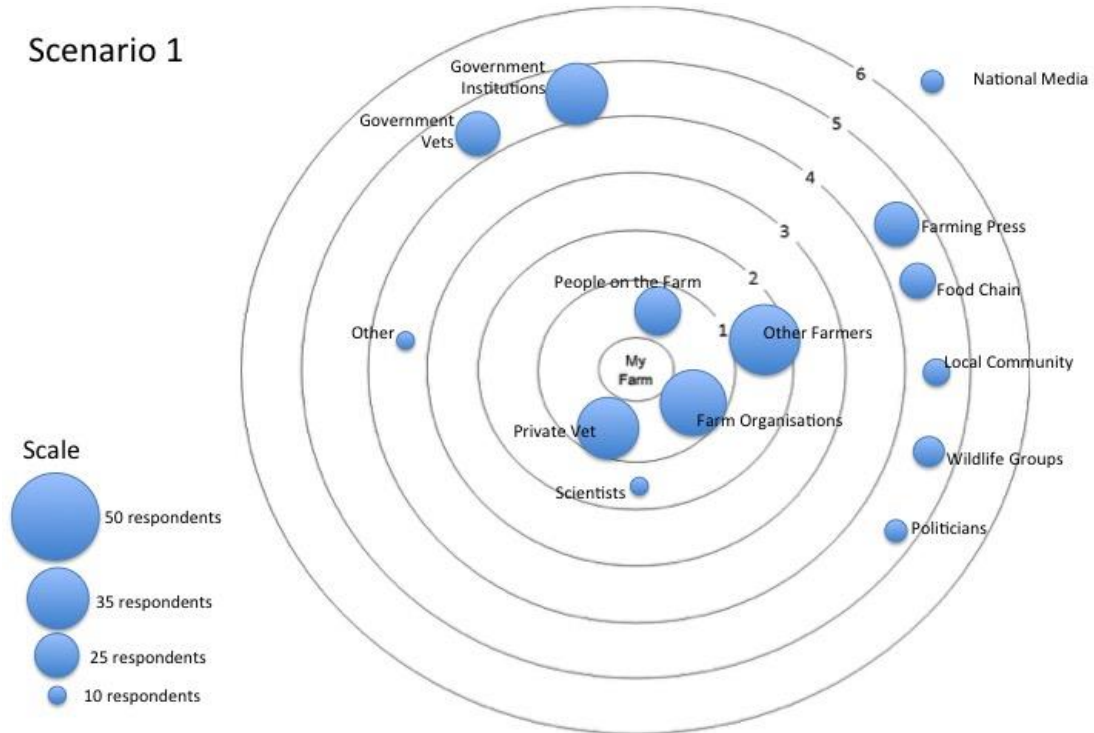 Scenario 1
6
National Media
Government
Institutions
5
Government
Vets
4
Farming Press
3
People on the Farm
2
Food Chain
Other
1
Other Farmers
My
Farm
Local Community
Farm Organisations
Private Vet
Wildlife Groups
Scientists
Politicians
Scale
50 respondents
35 respondents
25 respondents
10 respondents